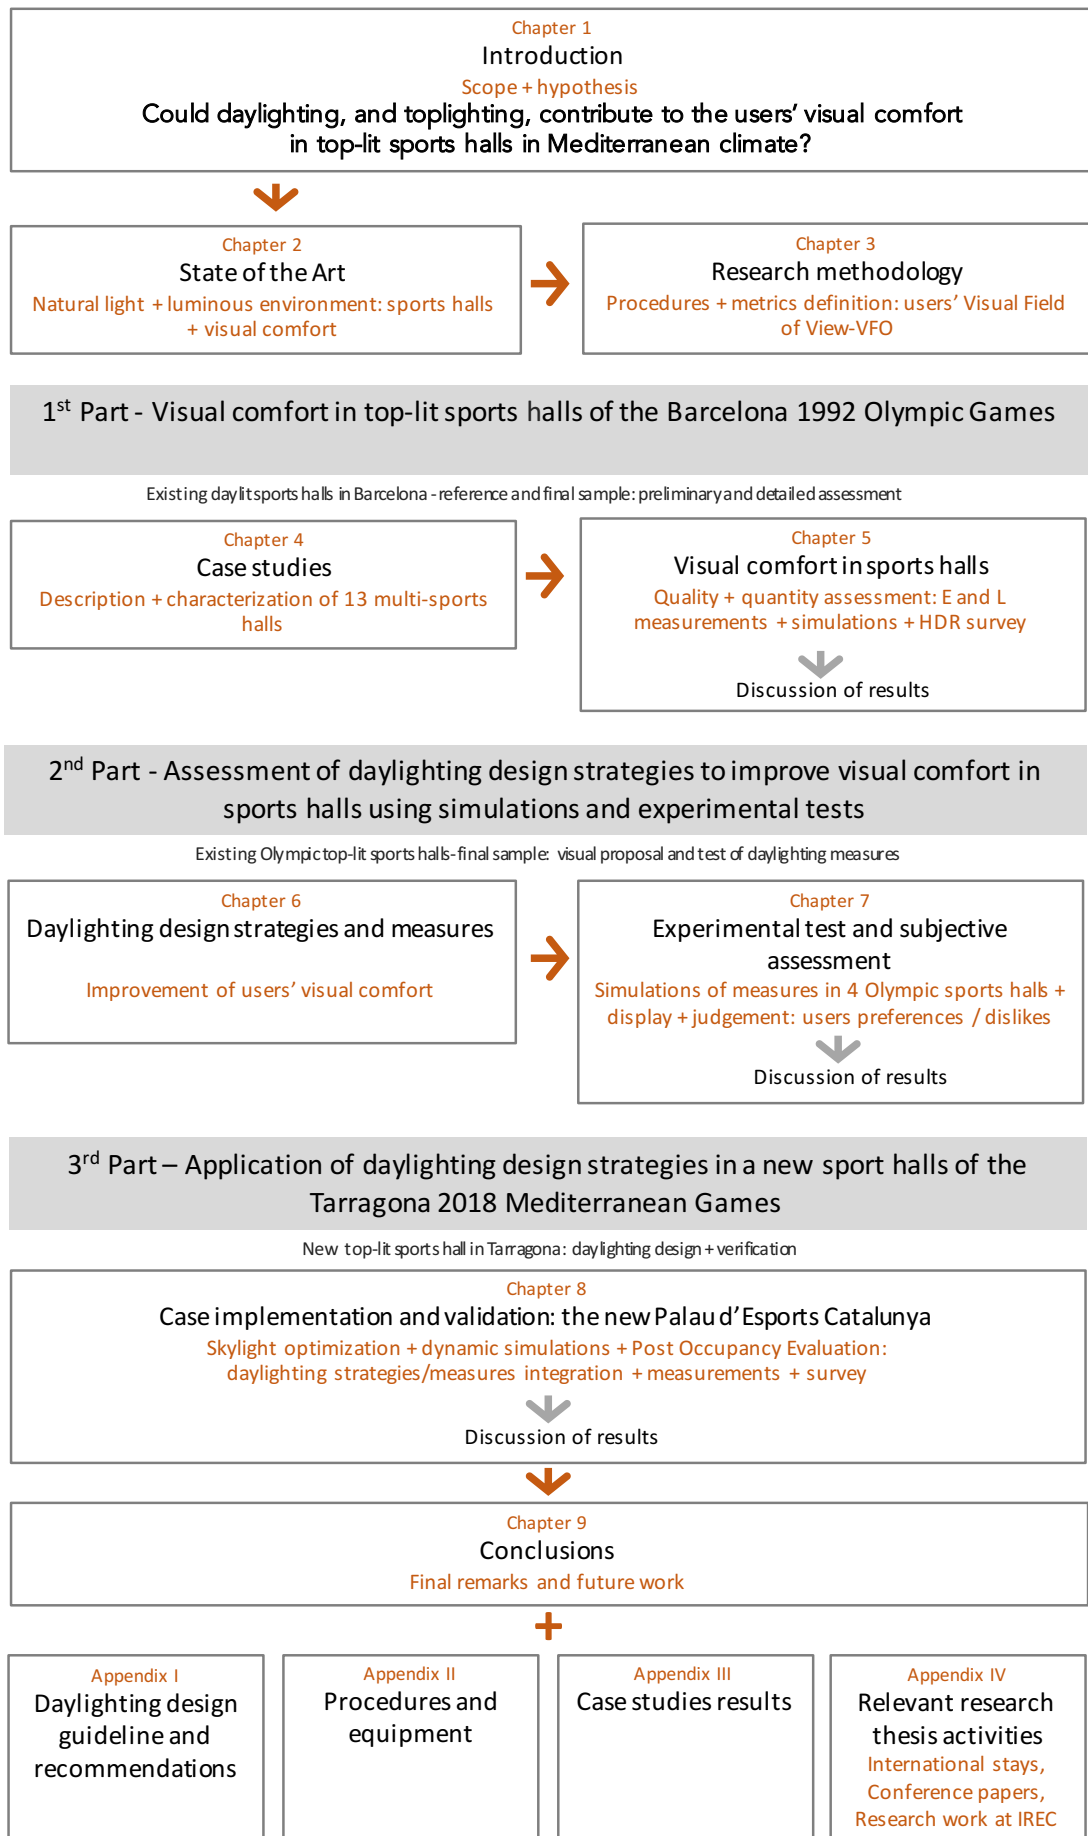 Chapter 1
Introduction
Scope + hypothesis
Could daylighting, and toplighting, contribute to the users' visual comfort
in top-lit sports halls in Mediterranean climate?
Chapter 2
State of the Art
Natural light + luminous environment: sports halls
+ visual comfort
Chapter 3
Research methodology
Procedures + metrics definition: users' Visual Field
of View-VFO
1st Part - Visual comfort in top-lit sports halls of the Barcelona 1992 Olympic Games
Existing daylit sports halls in Barcelona - reference and final sample: preliminary and detailed assessment
Chapter 4
Case studies
Description + characterization of 13 multi-sports
halls
Chapter 5
Visual comfort in sports halls
Quality + quantity assessment: E and L
measurements + simulations + HDR survey
Discussion of results
2nd Part - Assessment of daylighting design strategies to improve visual comfort in
sports halls using simulations and experimental tests
Existing Olympic top-lit sports halls-final sample: visual proposal and test of daylighting measures
Chapter 6
Daylighting design strategies and measures
Improvement of users' visual comfort
Chapter 7
Experimental test and subjective
assessment
Simulations of measures in 4 Olympic sports halls +
display + judgement: users preferences / dislikes
Discussion of results
3rd Part – Application of daylighting design strategies in a new sport halls of the
Tarragona 2018 Mediterranean Games
New top-lit sports hall in Tarragona: daylighting design + verification
Chapter 8
Case implementation and validation: the new Palau d'Esports Catalunya
Skylight optimization + dynamic simulations + Post Occupancy Evaluation:
daylighting strategies/measures integration + measurements + survey
Discussion of results
Chapter 9
Conclusions
Final remarks and future work
+
Appendix I
Daylighting design
guideline and
recommendations
Appendix II
Procedures and
equipment
Appendix III
Case studies results
Appendix IV
Relevant research
thesis activities
International stays,
Conference papers,
Research work at IREC